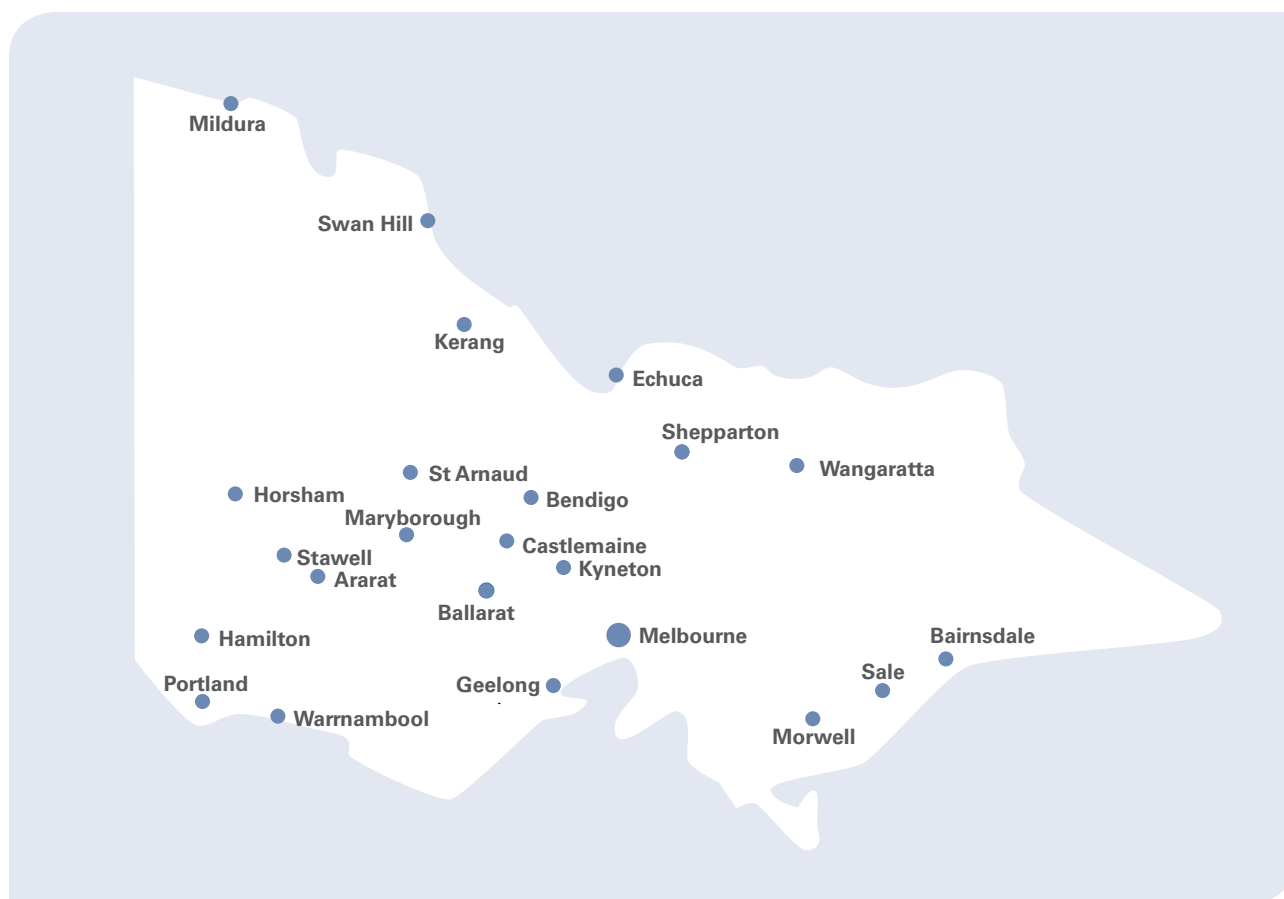 Mildura
Swan Hill
Kerang
Echuca
Shepparton
Wangaratta
St Arnaud
Horsham
Bendigo
Maryborough
Castlemaine
Stawell
Kyneton
Ararat
Ballarat
Melbourne
Bairnsdale
Hamilton
Sale
Portland
Geelong
Warrnambool
Morwell